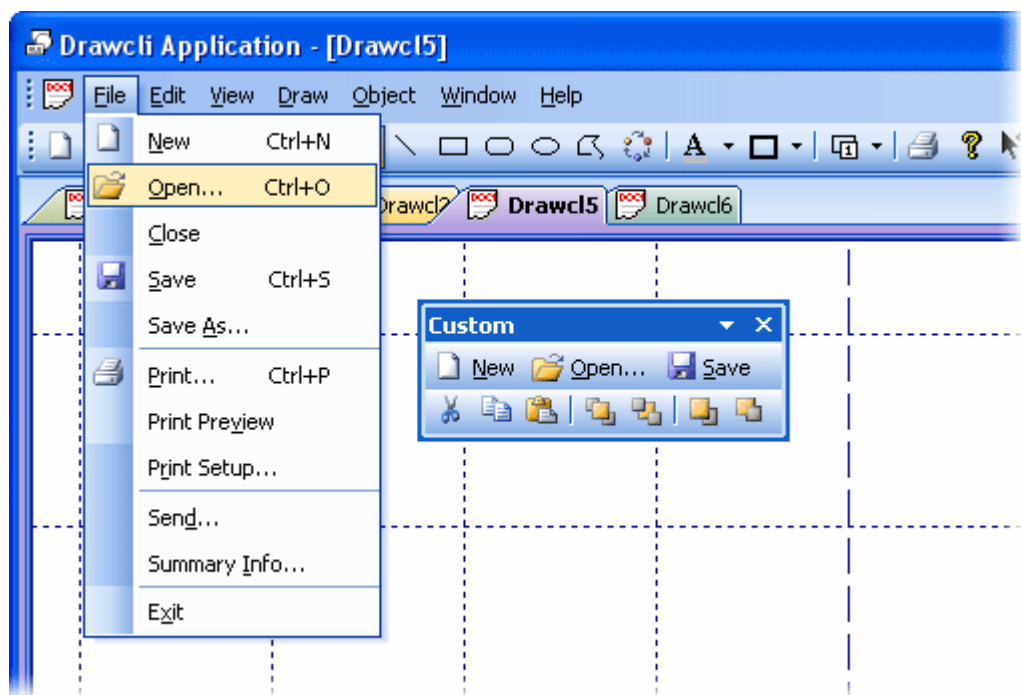 Drawcli Application - [Drawcl5]
File Edit View Draw Object Window Help
New Ctrl+N
Open... Ctrl+O
Drawcl5 Drawcl6
Close
Save Ctrl+S
Save As...
Print... Ctrl+P
Print Preview
Print Setup...
Send...
Summary Info...
Exit
Custom
New Open... Save